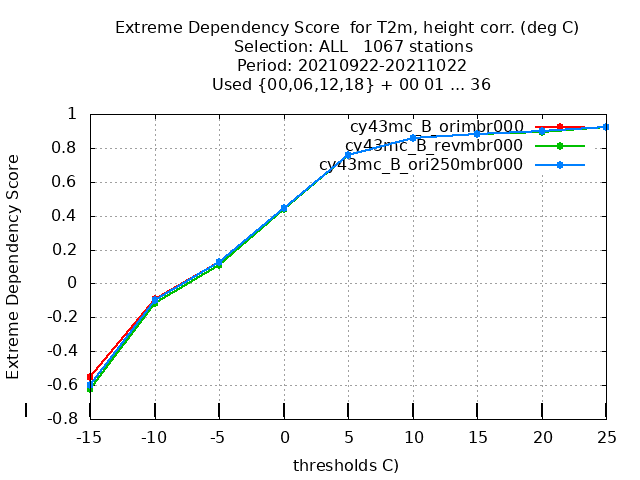 Extreme Dependency Score  for T2m, height corr. (deg C)
Selection: ALL   1067 stations
Period: 20210922-20211022
Used {00,06,12,18} + 00 01 ... 36
cy43mc_B_orimbr000
cy43mc_B_revmbr000
cy43mc_B_ori250mbr000
Extreme Dependency Score
1
0.8
0.6
0.4
0.2
0
-0.2
-0.4
-0.6
-0.8
-15 -10 -5 0 5 10 15 20 25
thresholds C)